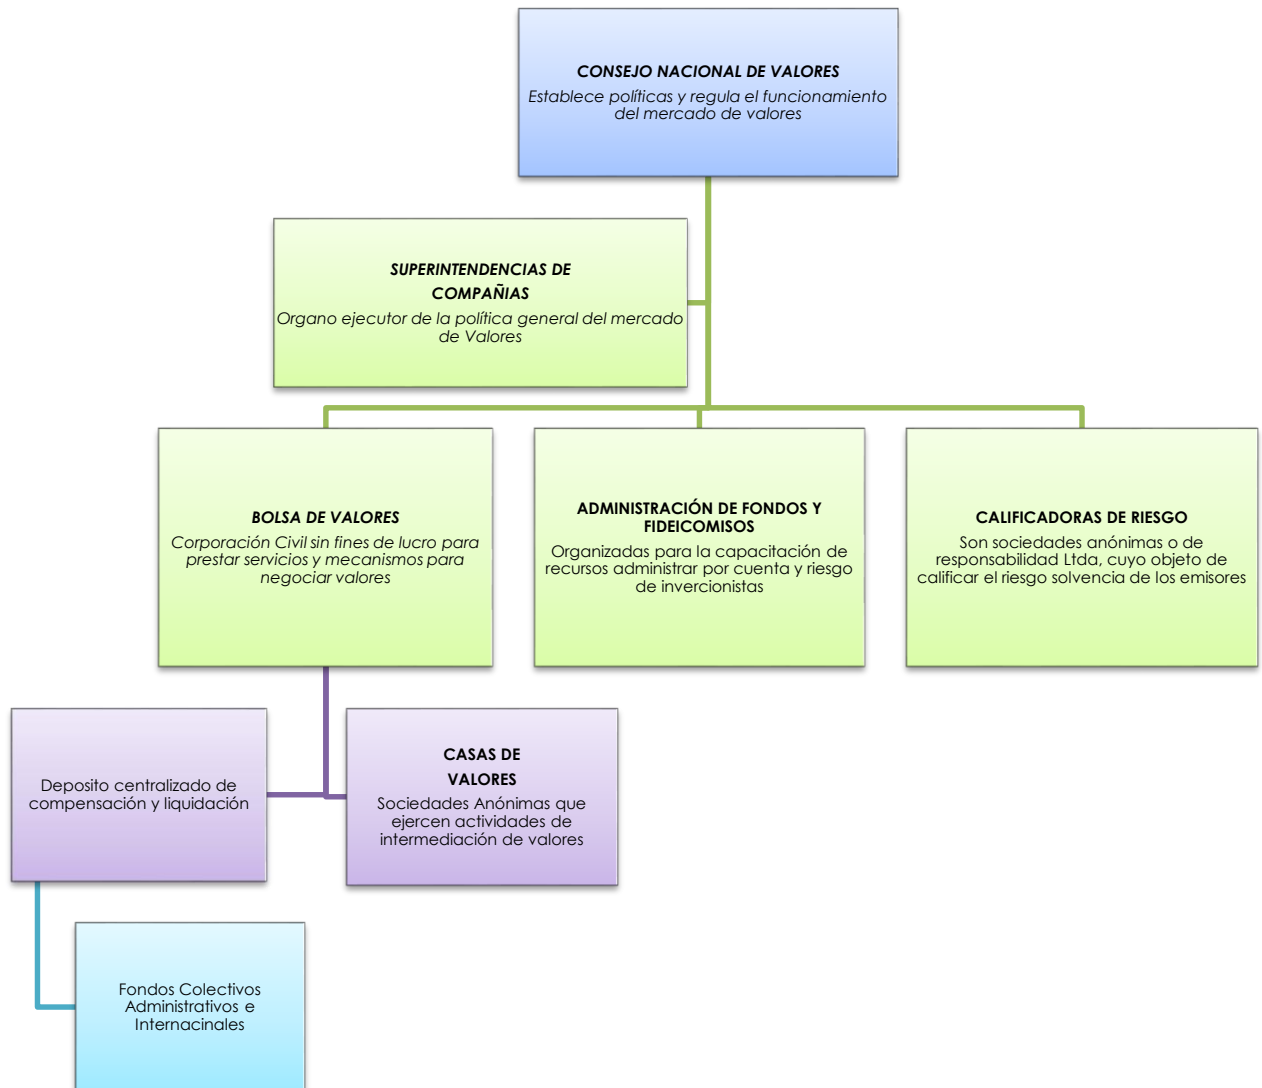 CONSEJO NACIONAL DE VALORES
Establece políticas y regula el funcionamiento
del mercado de valores
SUPERINTENDENCIAS DE
COMPAÑIAS
Organo ejecutor de la política general del mercado
de Valores
BOLSA DE VALORES
Corporación Civil sin fines de lucro para
prestar servicios y mecanismos para
negociar valores
ADMINISTRACIÓN DE FONDOS Y
FIDEICOMISOS
Organizadas para la capacitación de
recursos administrar por cuenta y riesgo
de invercionistas
CALIFICADORAS DE RIESGO
Son sociedades anónimas o de
responsabilidad Ltda, cuyo objeto de
calificar el riesgo solvencia de los emisores
Deposito centralizado de
compensación y liquidación
CASAS DE
VALORES
Sociedades Anónimas que
ejercen actividades de
intermediación de valores
Fondos Colectivos
Administrativos e
Internacinales